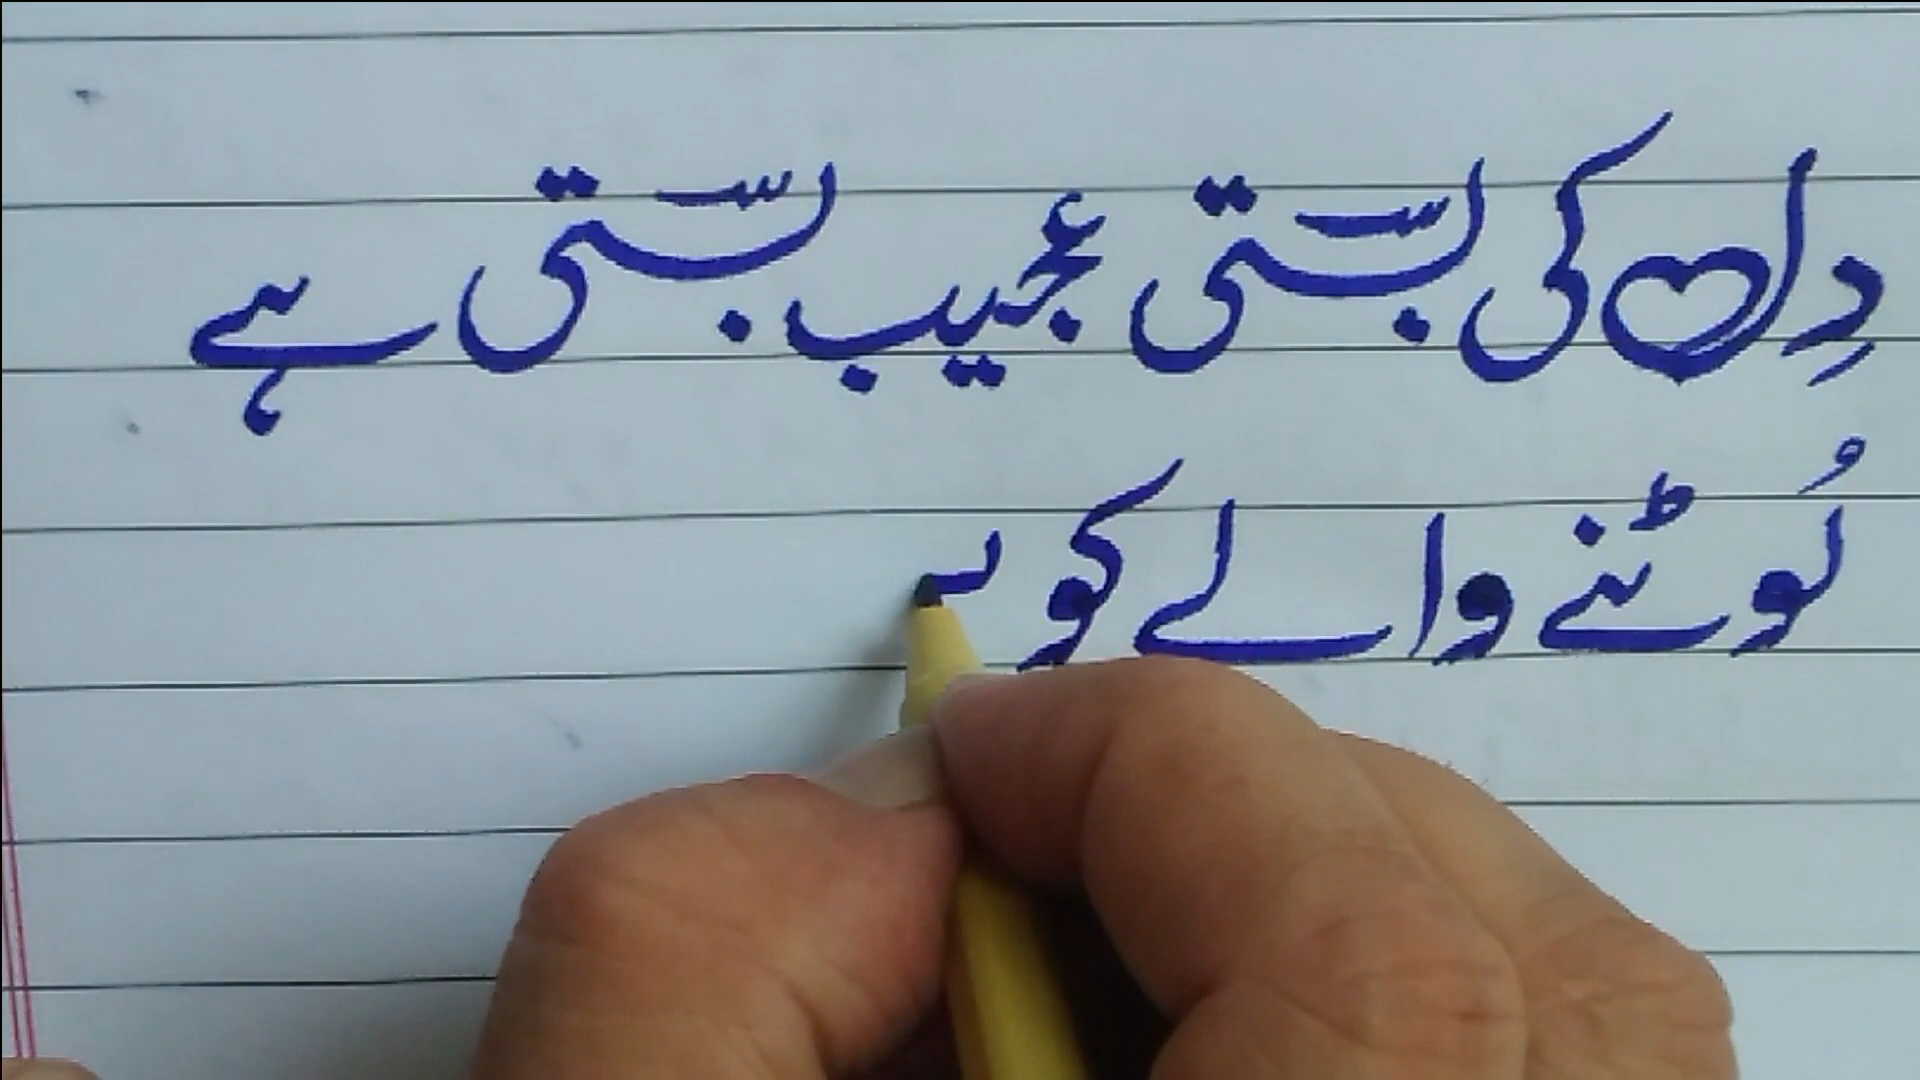 دِل کی بستی عجیب بستی ہے
لُوٹنے والے کو